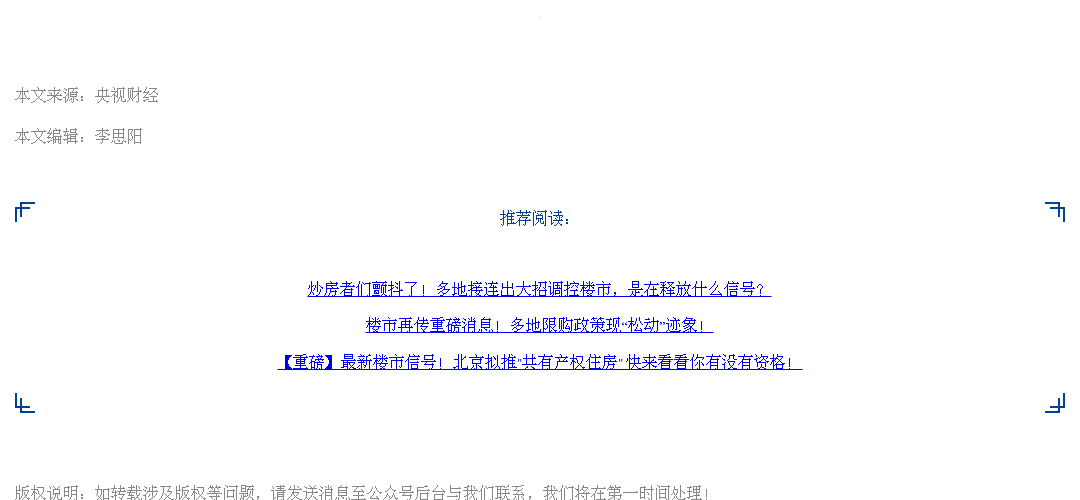 本文来源：央视财经
本文编辑：李思阳
推荐阅读：
炒房者们颤抖了！多地接连出大招调控楼市，是在释放什么信号？
楼市再传重磅消息！多地限购政策现“松动”迹象！
【重磅】最新楼市信号！北京拟推“共有产权住房” 快来看看你有没有资格！
版权说明：如转载涉及版权等问题，请发送消息至公众号后台与我们联系，我们将在第一时间处理！